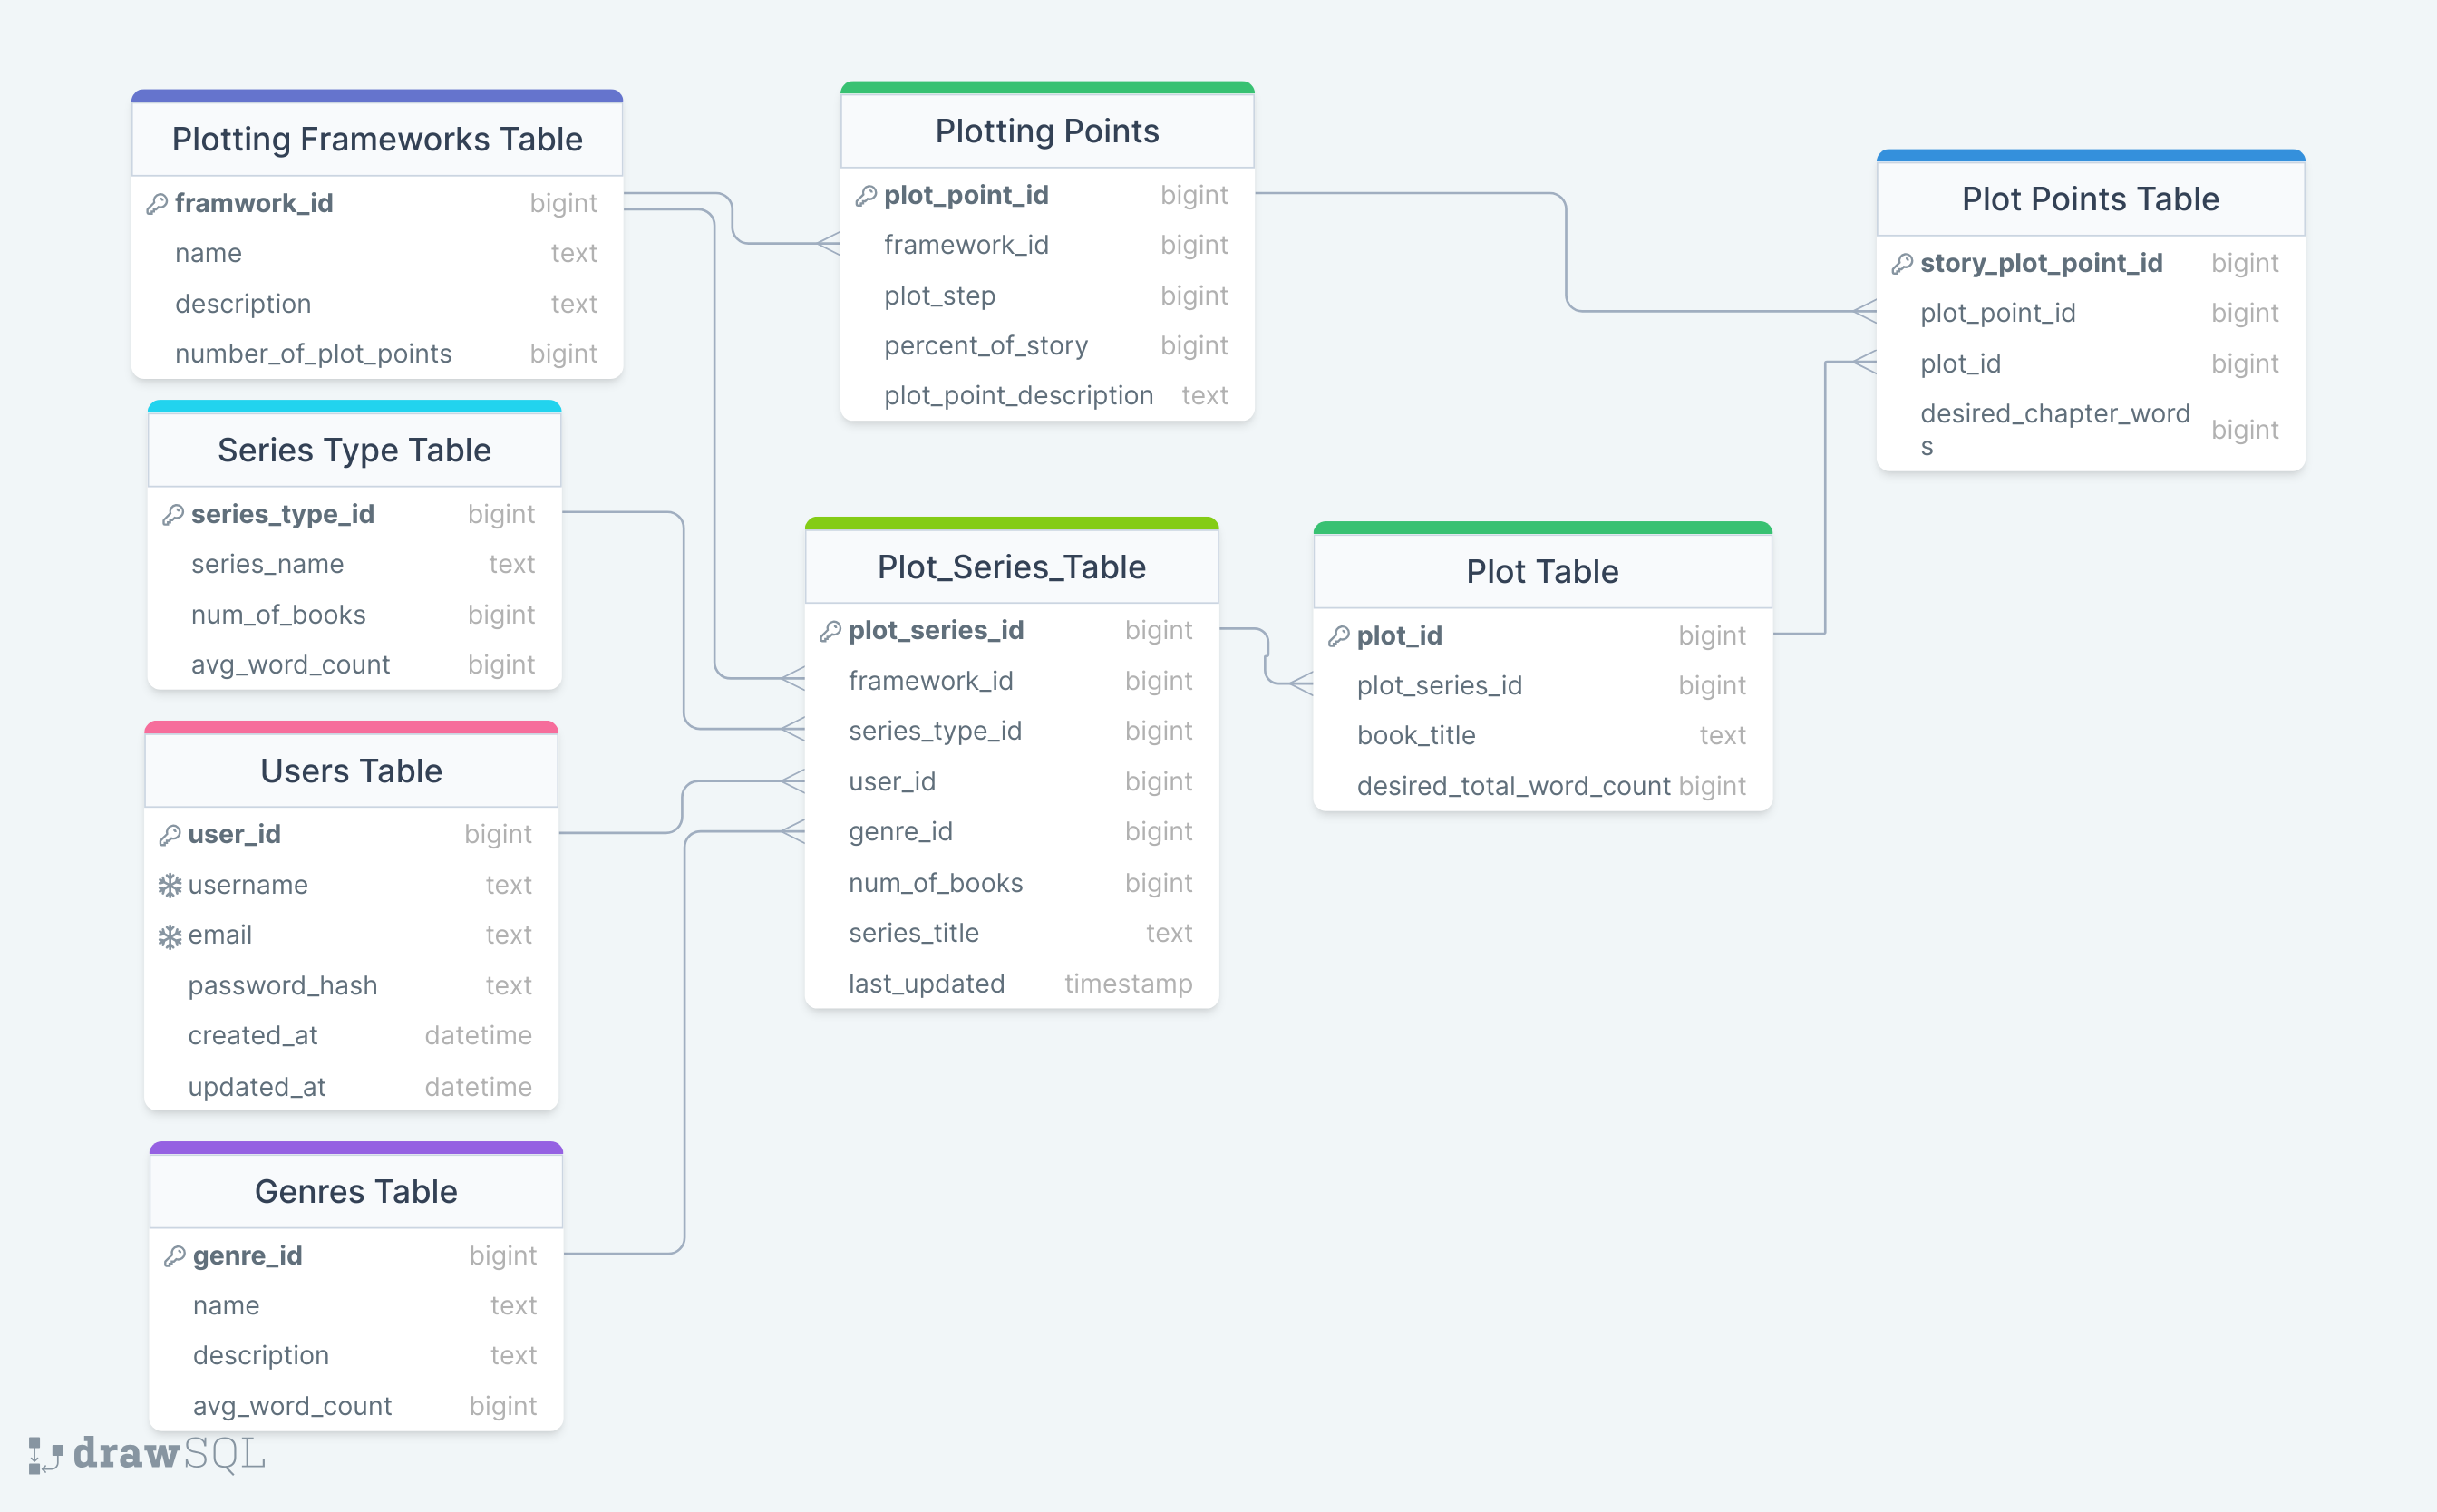 Plotting Frameworks Table
framwork_id bigint
name text
description text
number_of_plot_points bigint
Series Type Table
series_type_id bigint
series_name text
num_of_books bigint
avg_word_count bigint
Users Table
user_id bigint
username text
email text
password_hash text
created_at datetime
updated_at datetime
Genres Table
genre_id bigint
name text
description text
avg_word_count bigint
Plotting Points
plot_point_id bigint
framework_id bigint
plot_step bigint
percent_of_story bigint
plot_point_description text
Plot_Series_Table
plot_series_id bigint
framework_id bigint
series_type_id bigint
user_id bigint
genre_id bigint
num_of_books bigint
series_title text
last_updated timestamp
Plot Table
plot_id bigint
plot_series_id bigint
book_title text
desired_total_word_count bigint
Plot Points Table
story_plot_point_id bigint
plot_point_id bigint
plot_id bigint
desired_chapter_word bigint
s
drawSQL